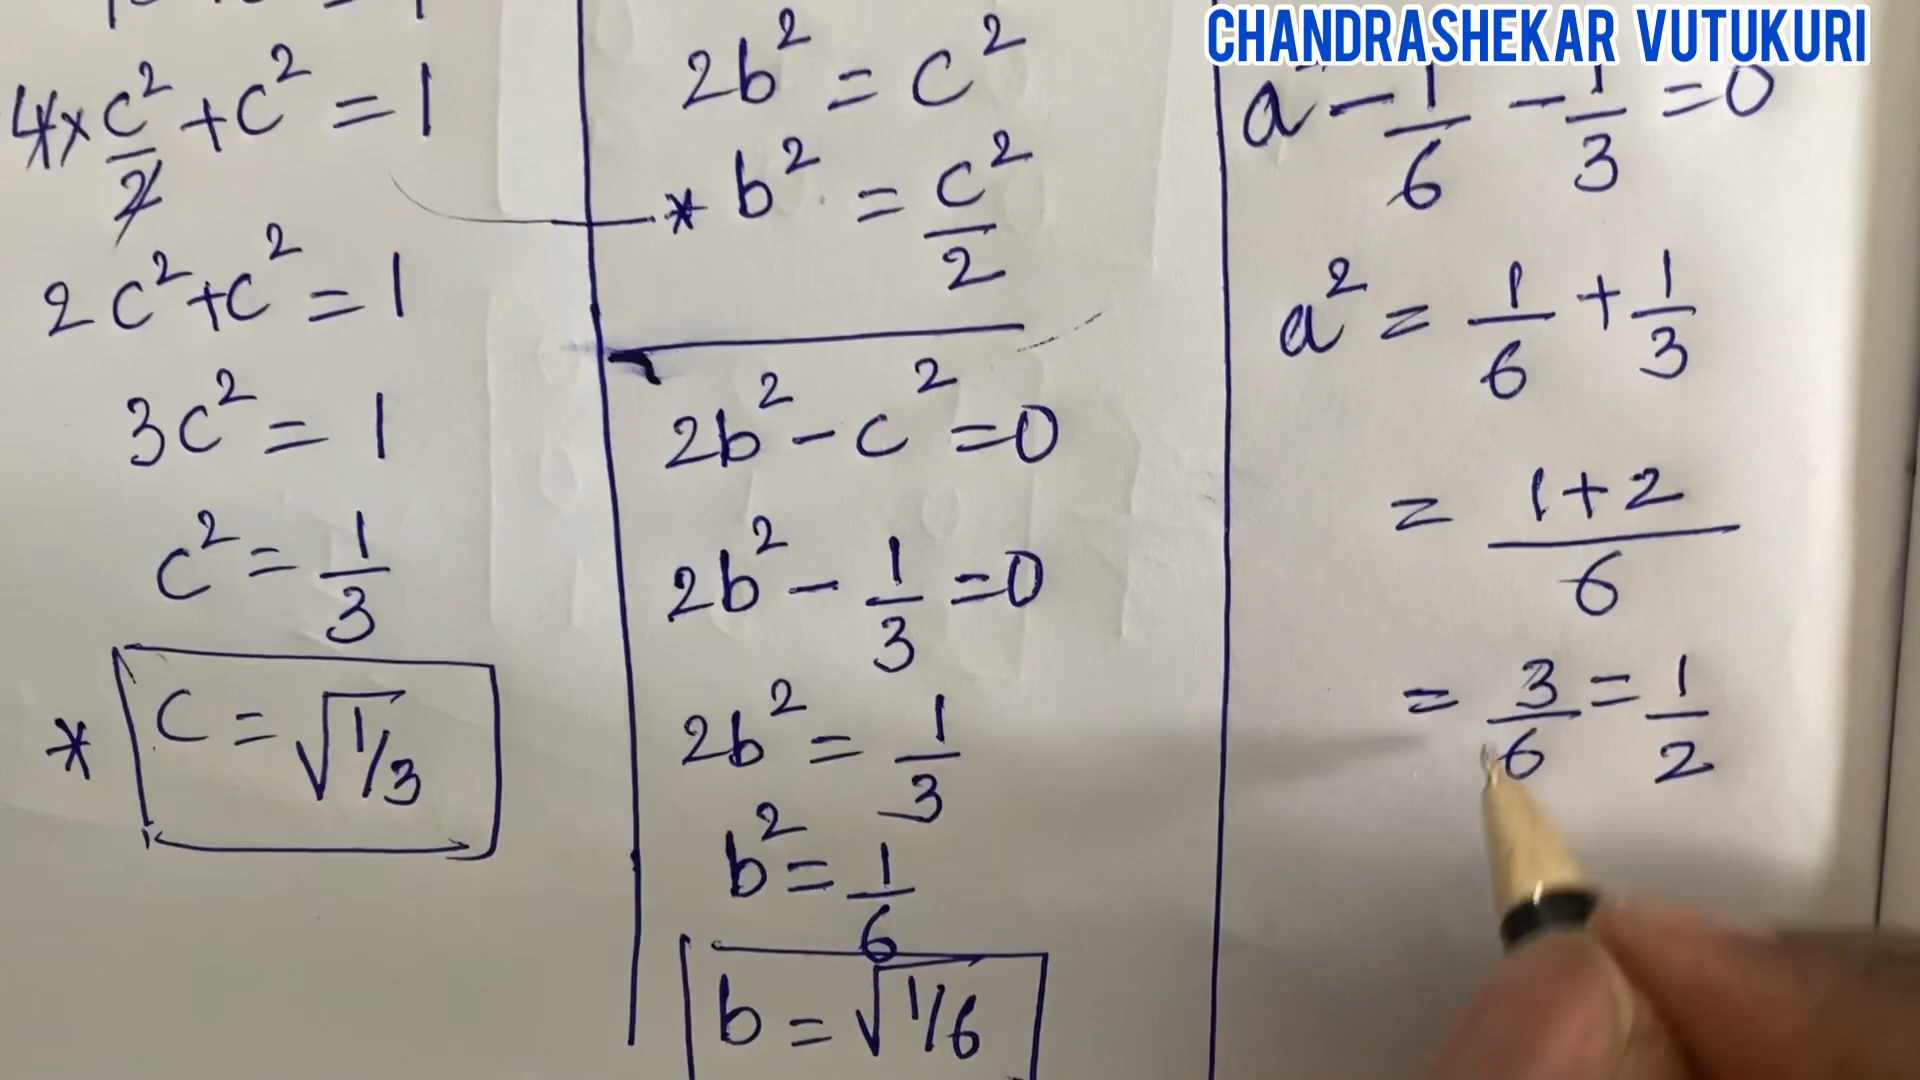 CHANDRASHEKAR VUTUKURI
4 × c²/2 + c² = 1
2c² + c² = 1
3c² = 1
c² = 1/3
* c = √1/3
2b² = c²
* b² = c²/2
2b² - c² = 0
2b² - 1/3 = 0
2b² = 1/3
b² = 1/6
b = √1/6
a² - 1/6 - 1/3 = 0
a² = 1/6 + 1/3
= 1+2/6
= 3/6 = 1/2